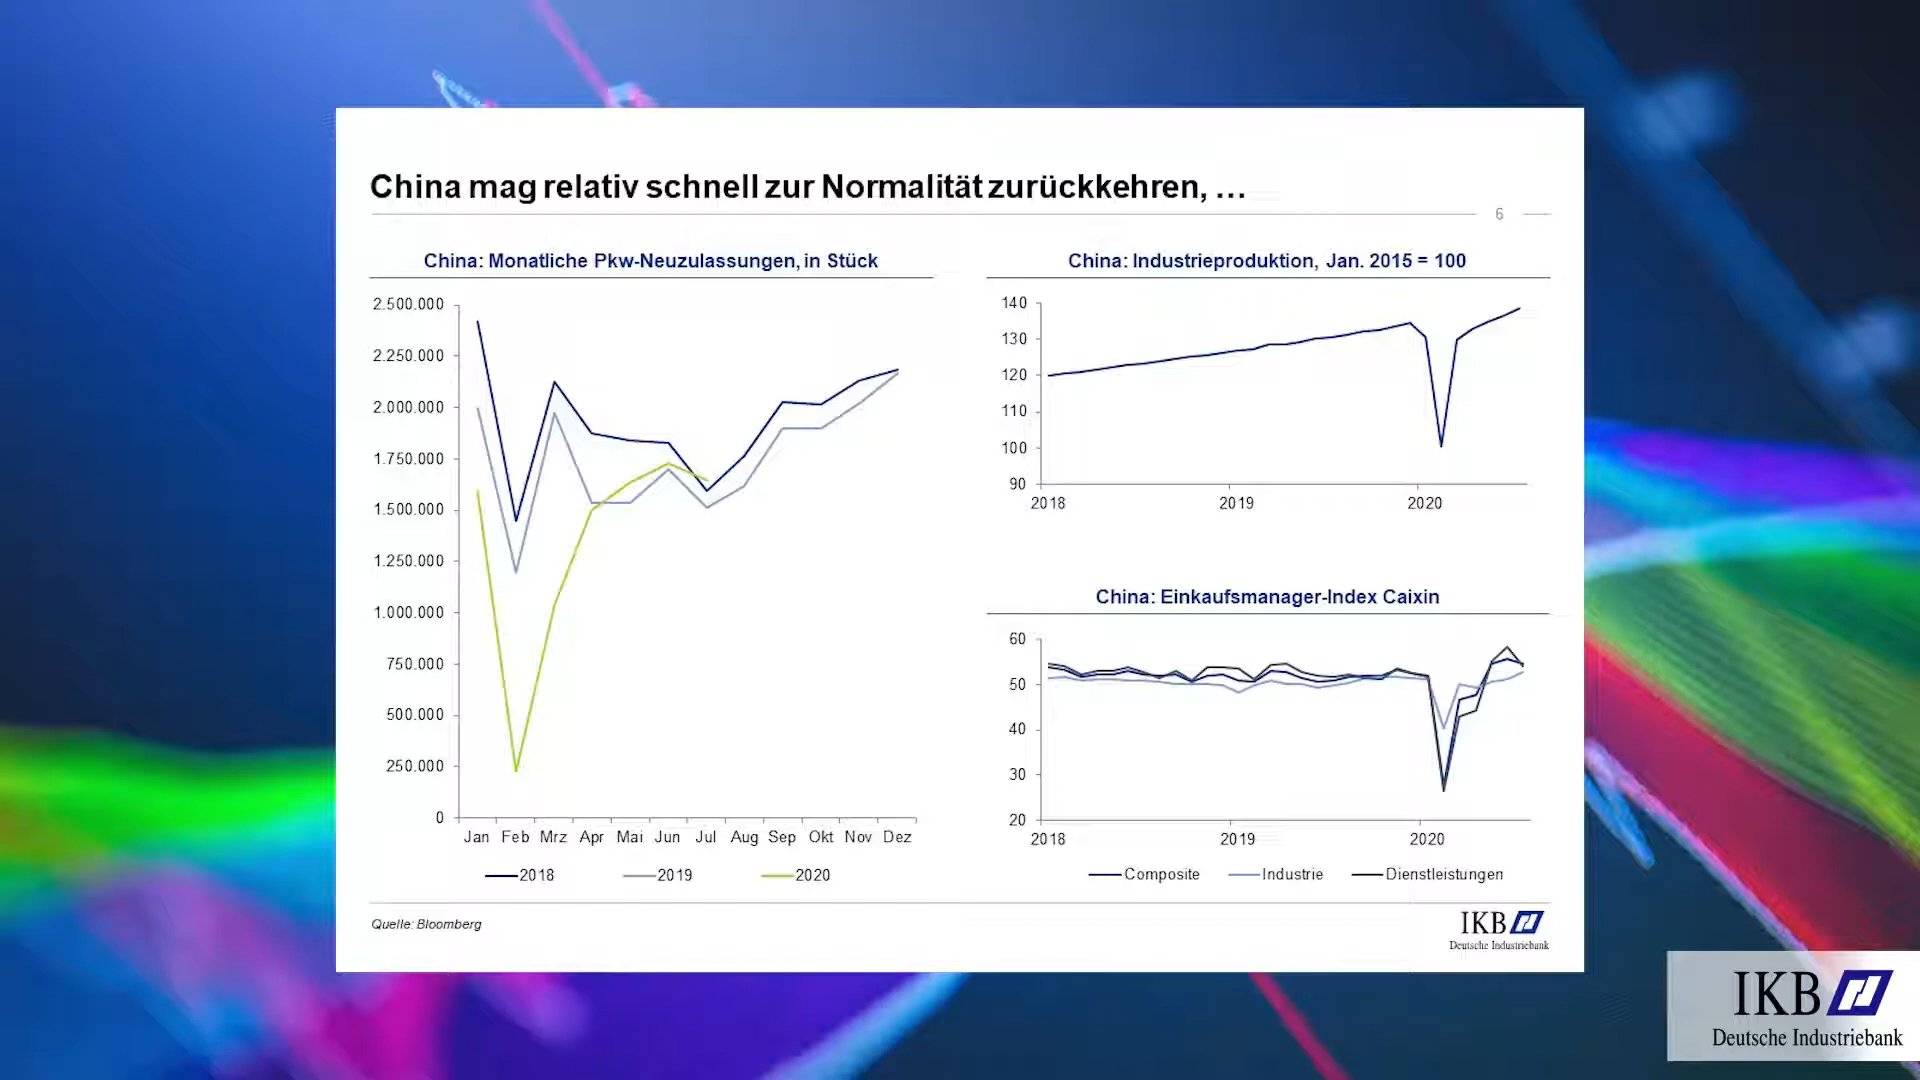 China mag relativ schnell zur Normalität zurückkehren, …
6
China: Monatliche Pkw-Neuzulassungen, in Stück
2.500.000
2.250.000
2.000.000
1.750.000
1.500.000
1.250.000
1.000.000
750.000
500.000
250.000
0
Jan Feb Mrz Apr Mai Jun Jul Aug Sep Okt Nov Dez
2018 2019 2020
China: Industrieproduktion, Jan. 2015 = 100
140
130
120
110
100
90
2018 2019 2020
China: Einkaufsmanager-Index Caixin
60
50
40
30
20
2018 2019 2020
Composite Industrie Dienstleistungen
Quelle: Bloomberg
IKB
Deutsche Industriebank
IKB
Deutsche Industriebank